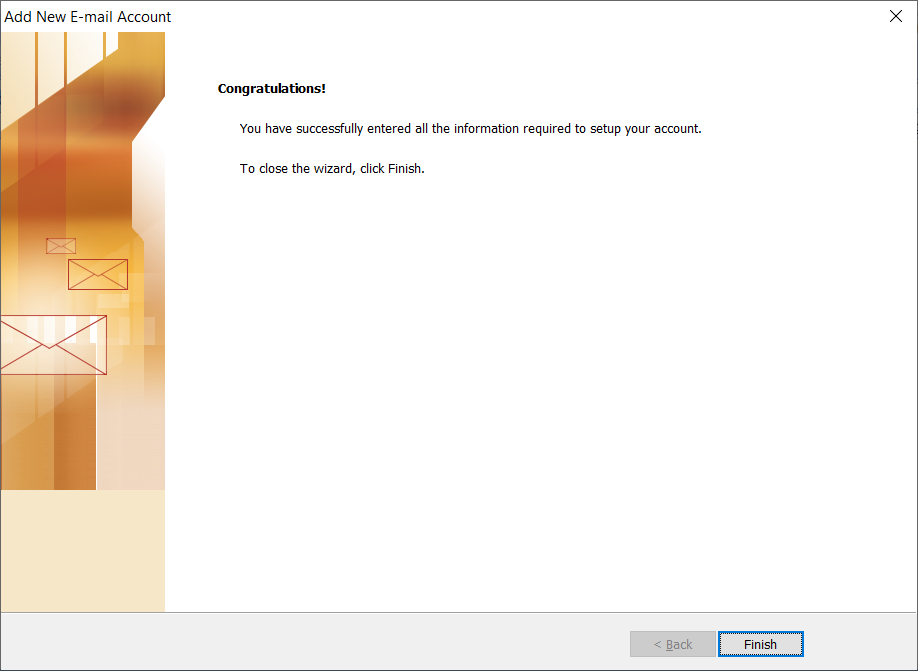 Add New E-mail Account
Congratulations!
You have successfully entered all the information required to setup your account.
To close the wizard, click Finish.
< Back
Finish